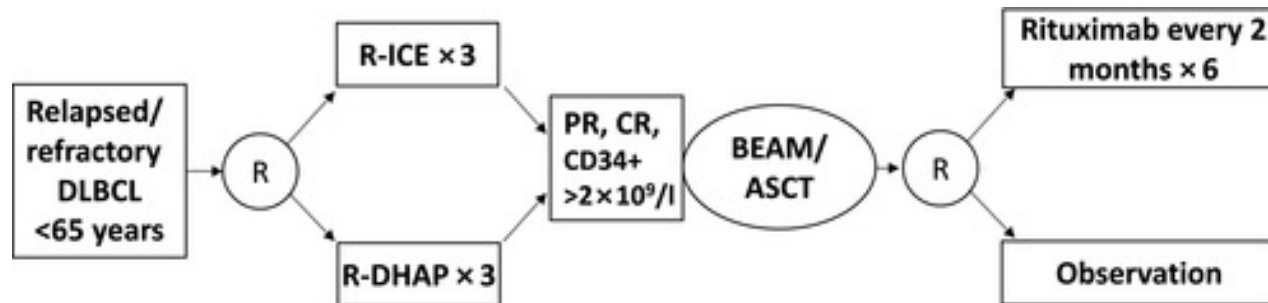 Relapsed/
refractory
DLBCL
<65 years
R
R-ICE × 3
R-DHAP × 3
PR, CR,
CD34+
>2×10⁹/l
BEAM/
ASCT
R
Rituximab every 2
months × 6
Observation